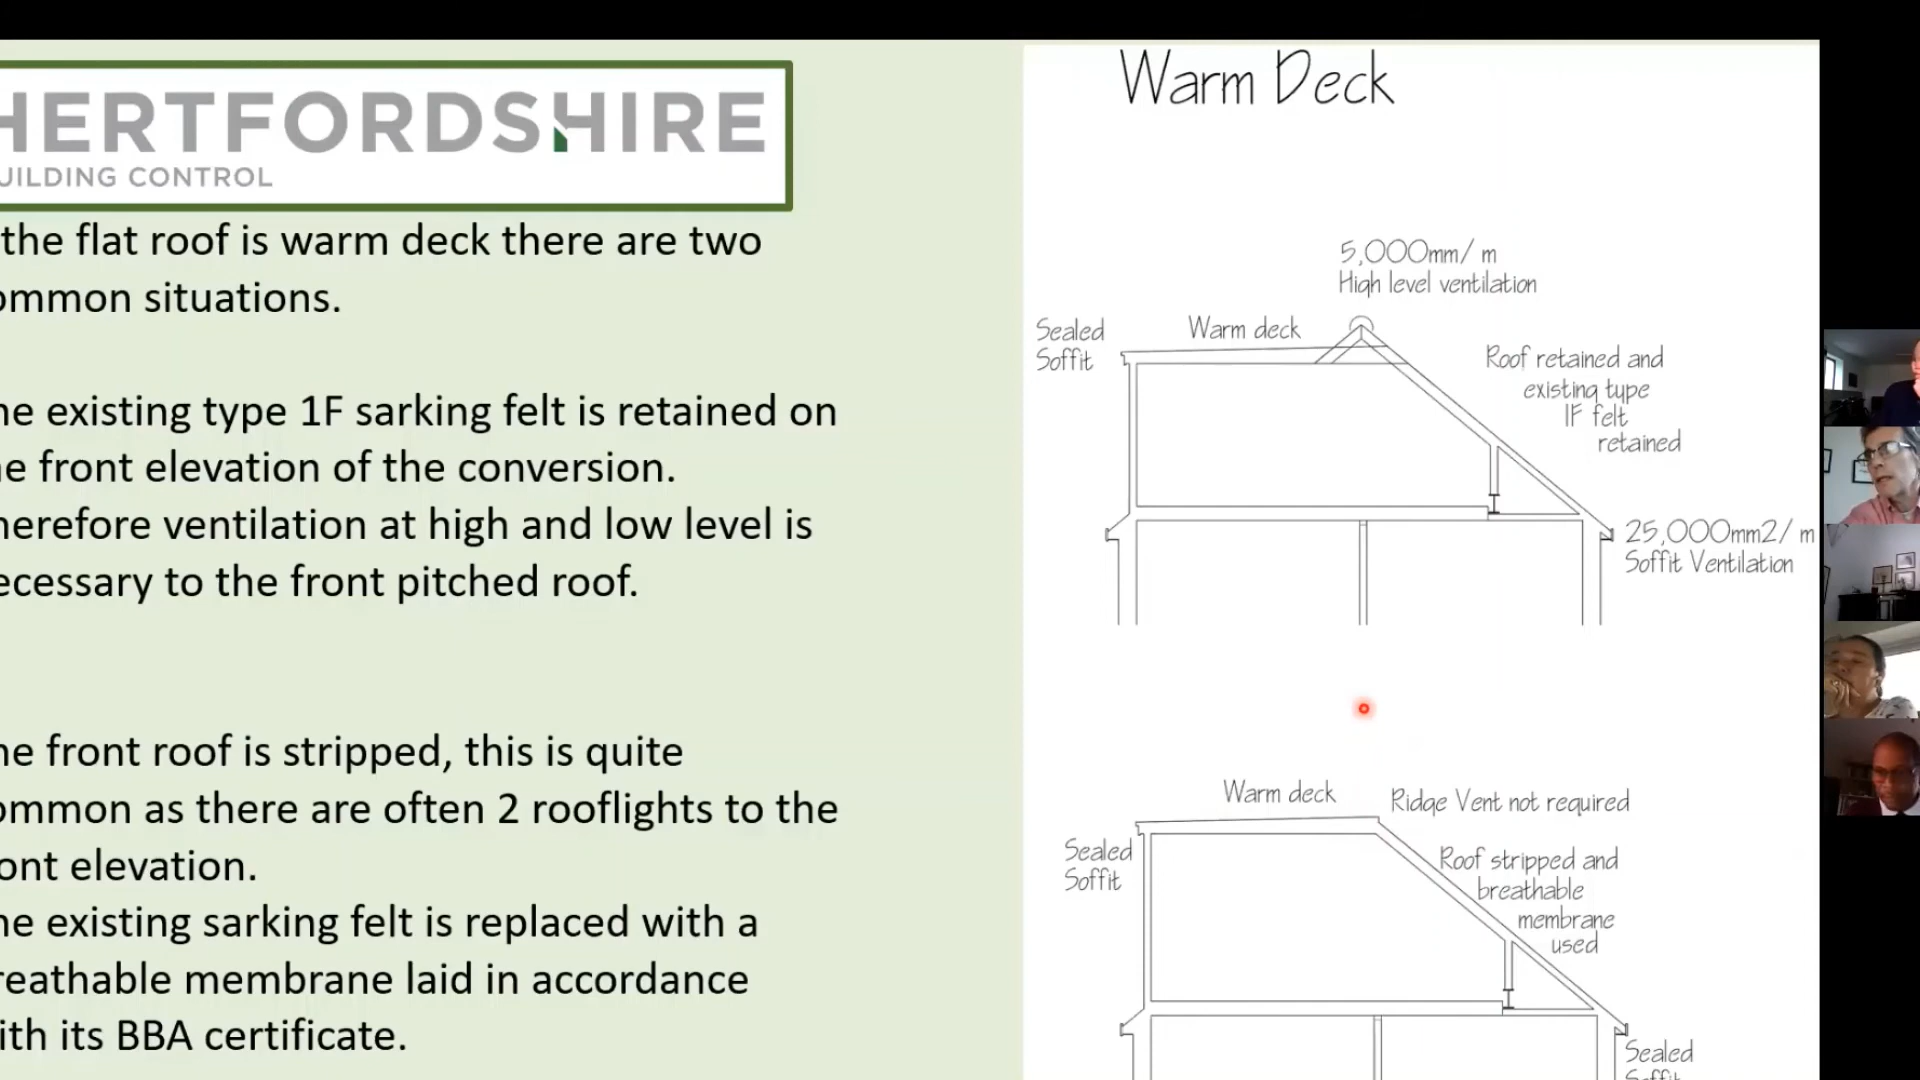 HERTFORDSHIRE
UILDING CONTROL
the flat roof is warm deck there are two
ommon situations.
he existing type 1F sarking felt is retained on
e front elevation of the conversion.
herefore ventilation at high and low level is
ecessary to the front pitched roof.
he front roof is stripped, this is quite
ommon as there are often 2 rooflights to the
ont elevation.
he existing sarking felt is replaced with a
reathable membrane laid in accordance
ith its BBA certificate.
Warm Deck
5,000mm/ m
High level ventilation
Sealed
Soffit
Warm deck
Roof retained and
existing type
1F felt
retained
25,000mm2/ m
Soffit Ventilation
Warm deck
Ridge Vent not required
Sealed
Soffit
Roof stripped and
breathable
membrane
used
Sealed